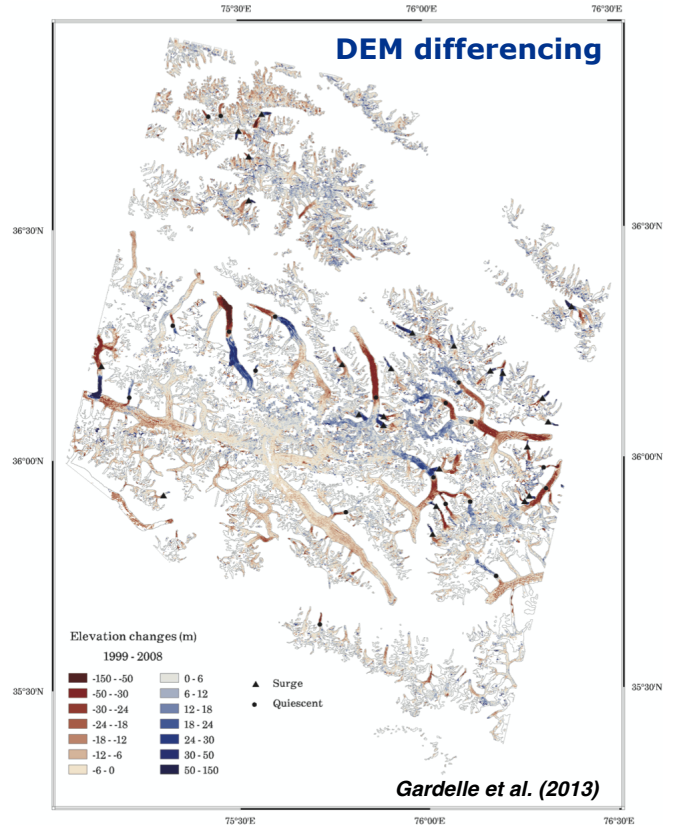 75°30'E 76°00'E 76°30'E
DEM differencing
36°30'N 36°30'N
36°00'N 36°00'N
Elevation changes (m)
1999 - 2008
-150 - -50 0 - 6
-50 - -30 6 - 12
-30 - -24 12 - 18
-24 - -18 18 - 24
-18 - -12 24 - 30
-12 - -6 30 - 50
-6 - 0 50 - 150
Surge
Quiescent
35°30'N 35°30'N
Gardelle et al. (2013)
75°30'E 76°00'E 76°30'E